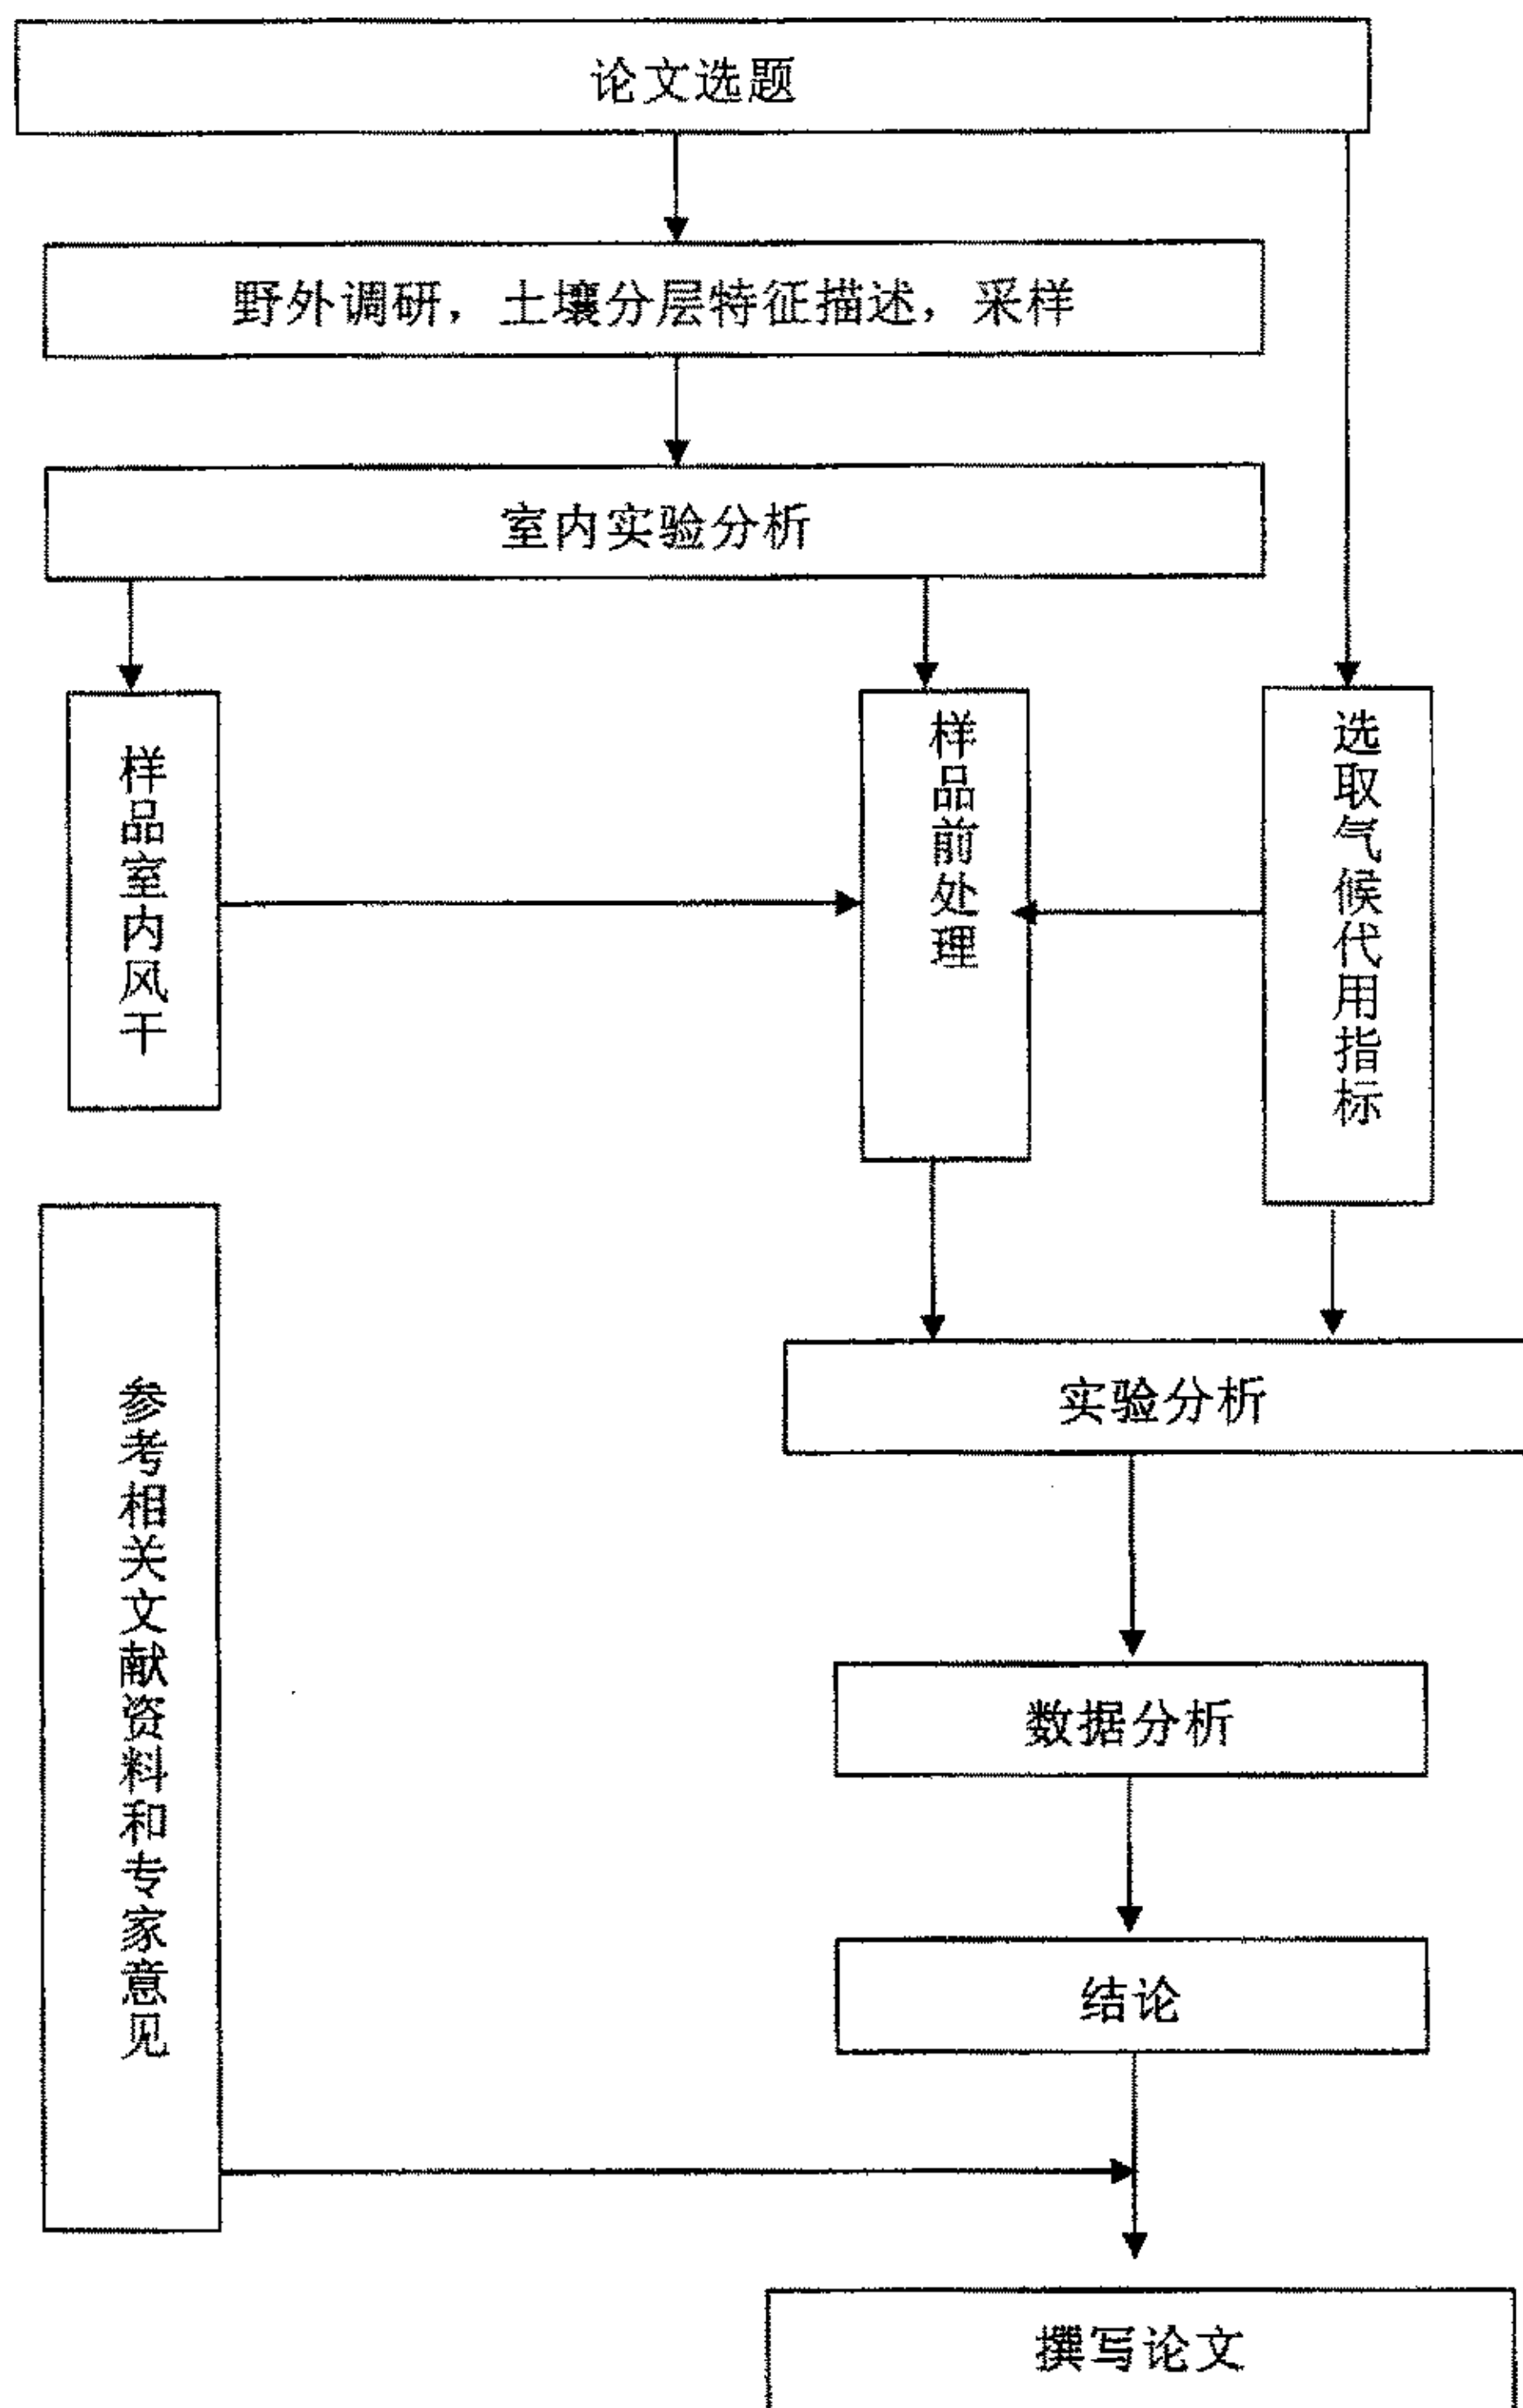 论文选题
野外调研，土壤分层特征描述，采样
室内实验分析
样品室内风干
样品前处理
选取气候代用指标
参考相关文献资料和专家意见
实验分析
数据分析
结论
撰写论文